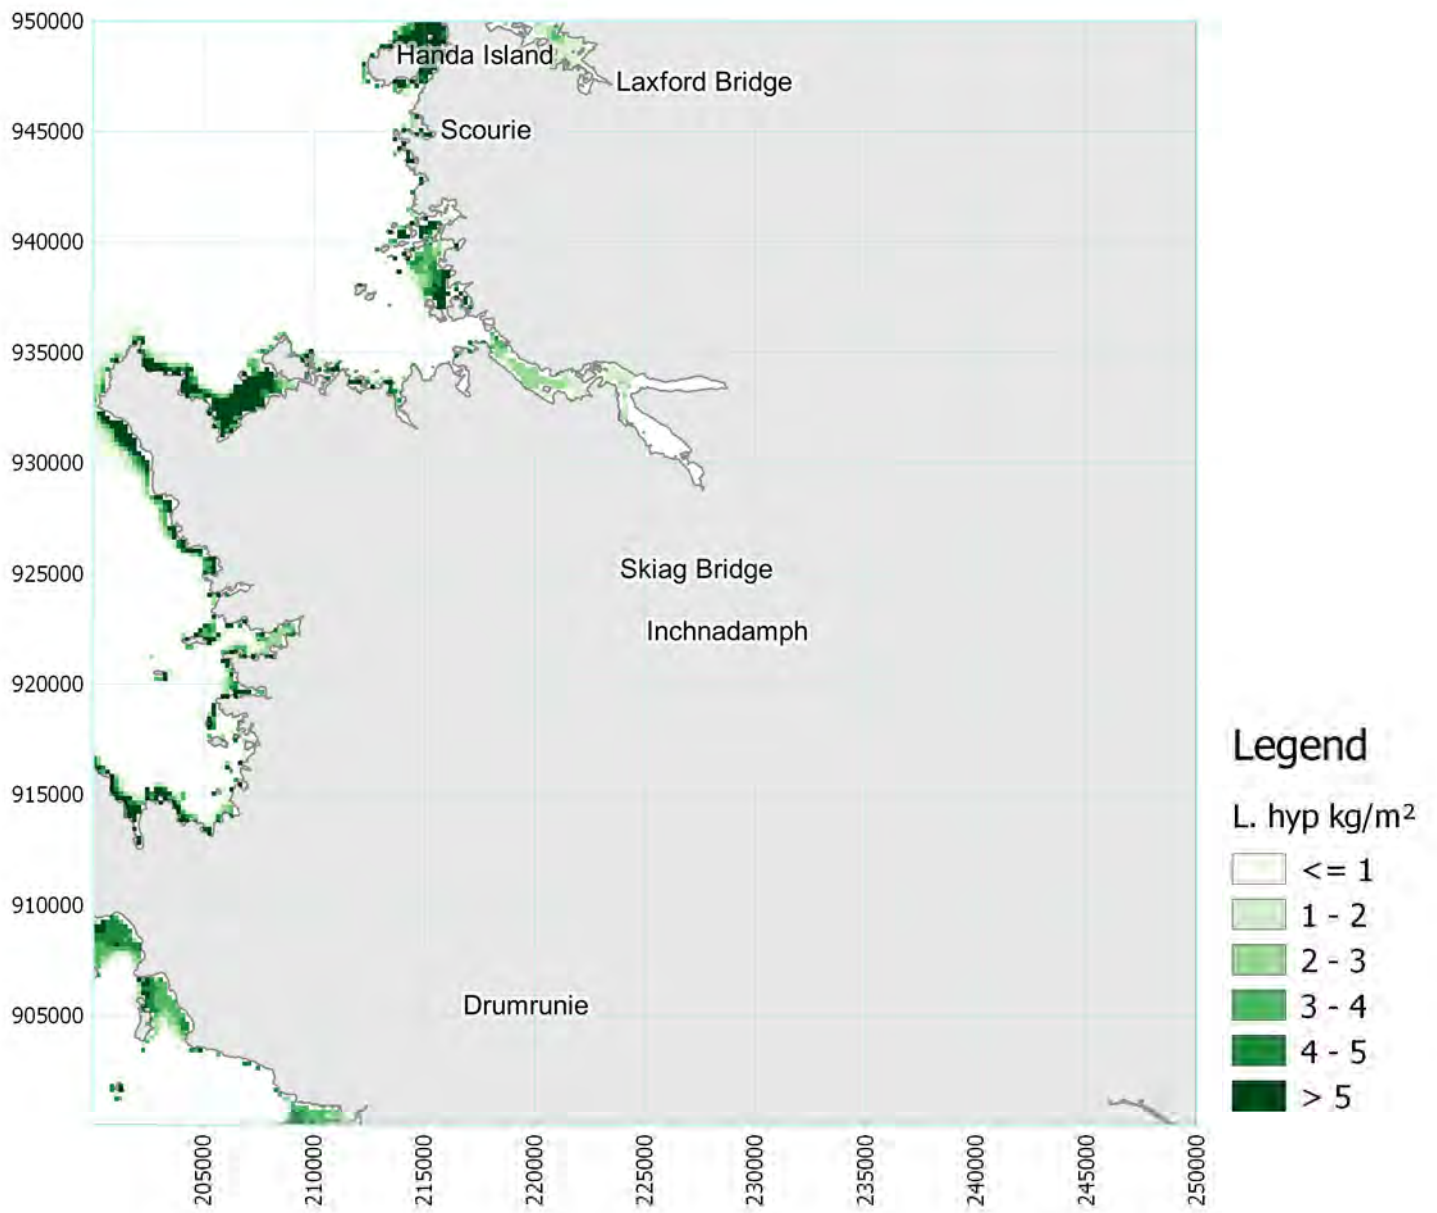 950000
Handa Island
Laxford Bridge
945000
Scourie
940000
935000
930000
925000
Skiag Bridge
Inchnadamph
920000
915000
910000
905000
Drumrunie
Legend
L. hyp kg/m²
<= 1
1 - 2
2 - 3
3 - 4
4 - 5
> 5
205000
210000
215000
220000
225000
230000
235000
240000
245000
250000